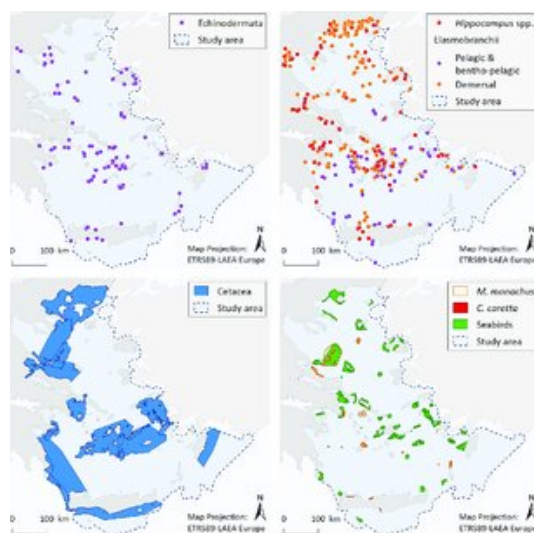 Echinodermata
Study area
N
0 100 km
Map Projection:
ETRS89 LAEA Europe
Hippocampus spp.
Elasmobranchii
Pelagic &
bentho-pelagic
Demersal
Study area
N
0 100 km
Map Projection:
ETRS89 LAEA Europe
Cetacea
Study area
N
0 100 km
Map Projection:
ETRS89 LAEA Europe
M. monachus
C. caretta
Seabirds
Study area
N
0 100 km
Map Projection:
ETRS89 LAEA Europe